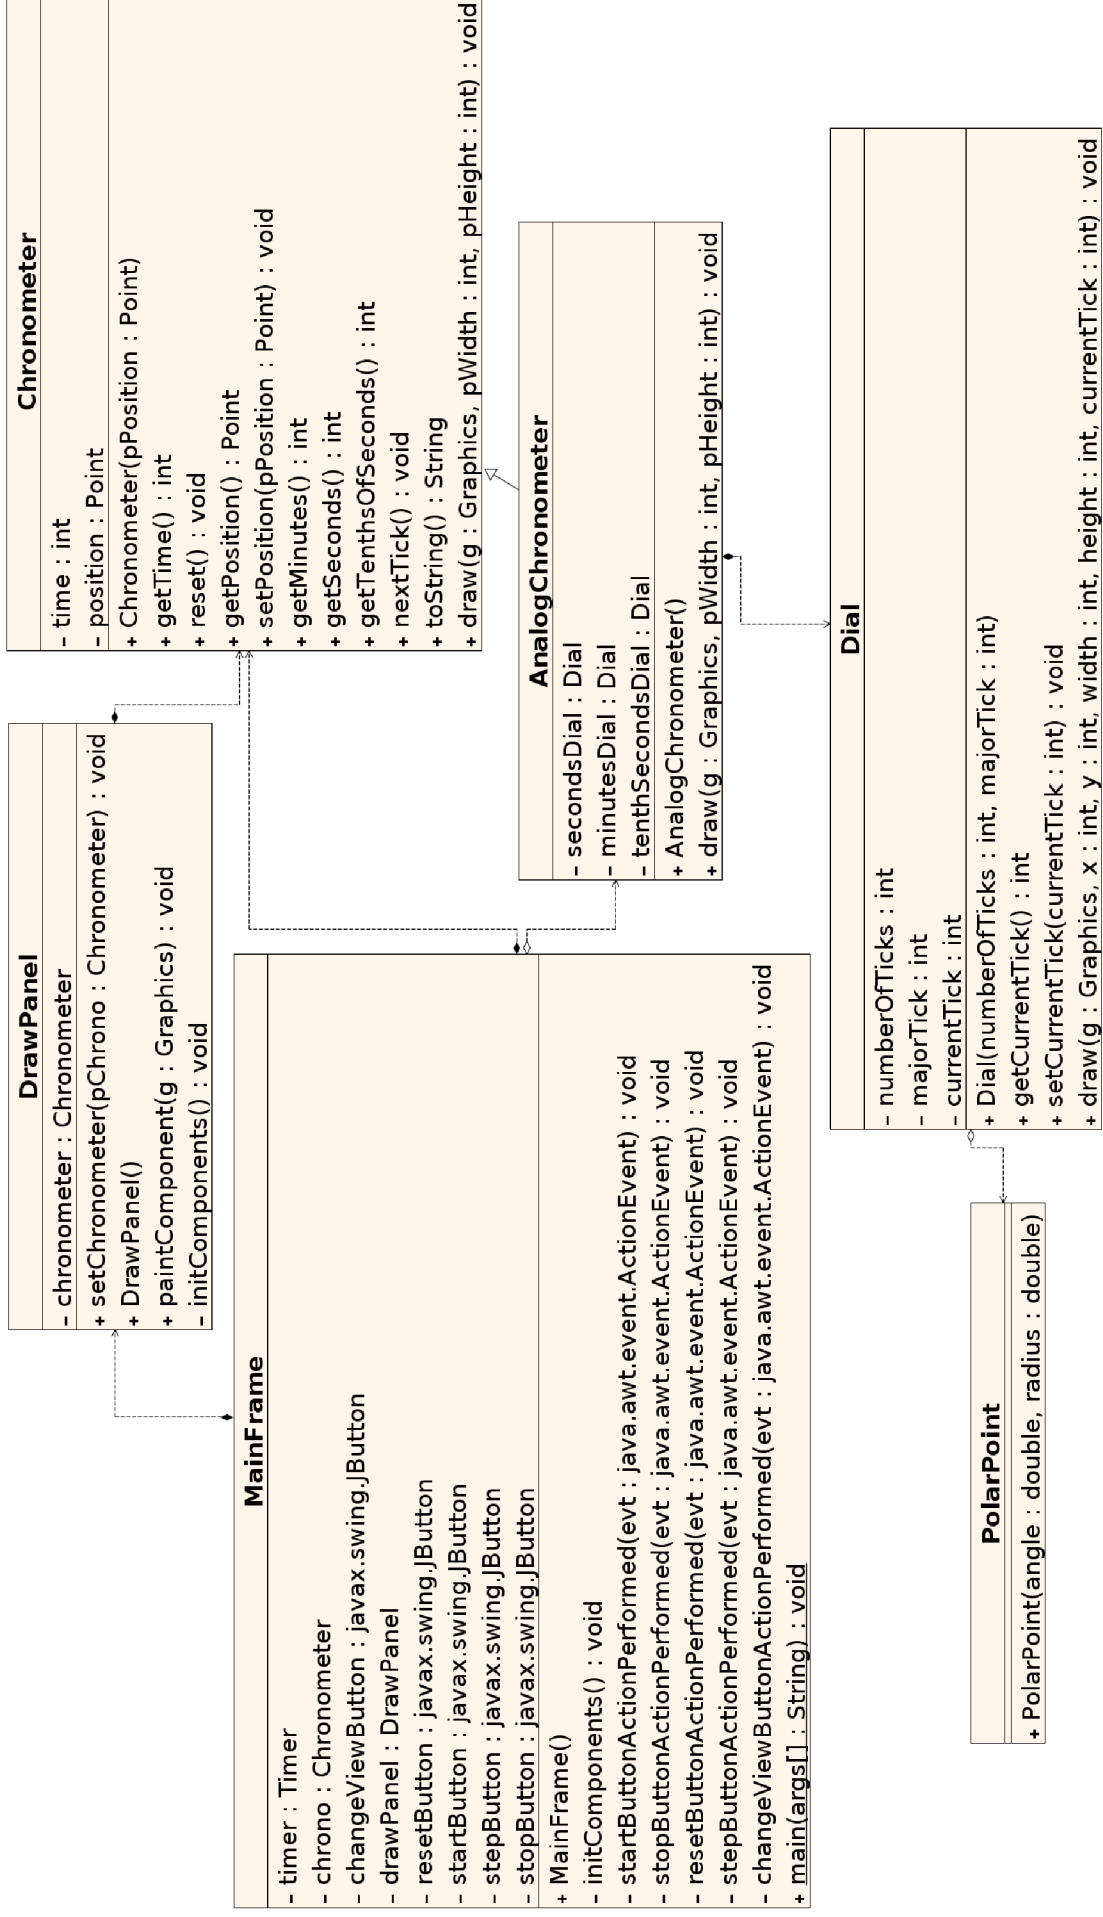 DrawPanel
– chronometer : Chronometer
+ setChronometer(pChrono : Chronometer) : void
+ DrawPanel()
+ paintComponent(g : Graphics) : void
– initComponents() : void
Chronometer
– time : int
– position : Point
+ Chronometer(pPosition : Point)
+ getTime() : int
+ reset() : void
+ getPosition() : Point
+ setPosition(pPosition : Point) : void
+ getMinutes() : int
+ getSeconds() : int
+ getTenthsOfSeconds() : int
+ nextTick() : void
+ toString() : String
+ draw(g : Graphics, pWidth : int, pHeight : int) : void
MainFrame
– timer : Timer
– chrono : Chronometer
– changeViewButton : javax.swing.JButton
– drawPanel : DrawPanel
– resetButton : javax.swing.JButton
– startButton : javax.swing.JButton
– stepButton : javax.swing.JButton
– stopButton : javax.swing.JButton
+ MainFrame()
– initComponents() : void
– startButtonActionPerformed(evt : java.awt.event.ActionEvent) : void
– stopButtonActionPerformed(evt : java.awt.event.ActionEvent) : void
– resetButtonActionPerformed(evt : java.awt.event.ActionEvent) : void
– stepButtonActionPerformed(evt : java.awt.event.ActionEvent) : void
– changeViewButtonActionPerformed(evt : java.awt.event.ActionEvent) : void
+ main(args[] : String) : void
AnalogChronometer
– secondsDial : Dial
– minutesDial : Dial
– tenthSecondsDial : Dial
+ AnalogChronometer()
+ draw(g : Graphics, pWidth : int, pHeight : int) : void
PolarPoint
+ PolarPoint(angle : double, radius : double)
Dial
– numberOfTicks : int
– majorTick : int
– currentTick : int
+ Dial(numberOfTicks : int, majorTick : int)
+ getCurrentTick() : int
+ setCurrentTick(currentTick : int) : void
+ draw(g : Graphics, x : int, y : int, width : int, height : int, currentTick : int) : void